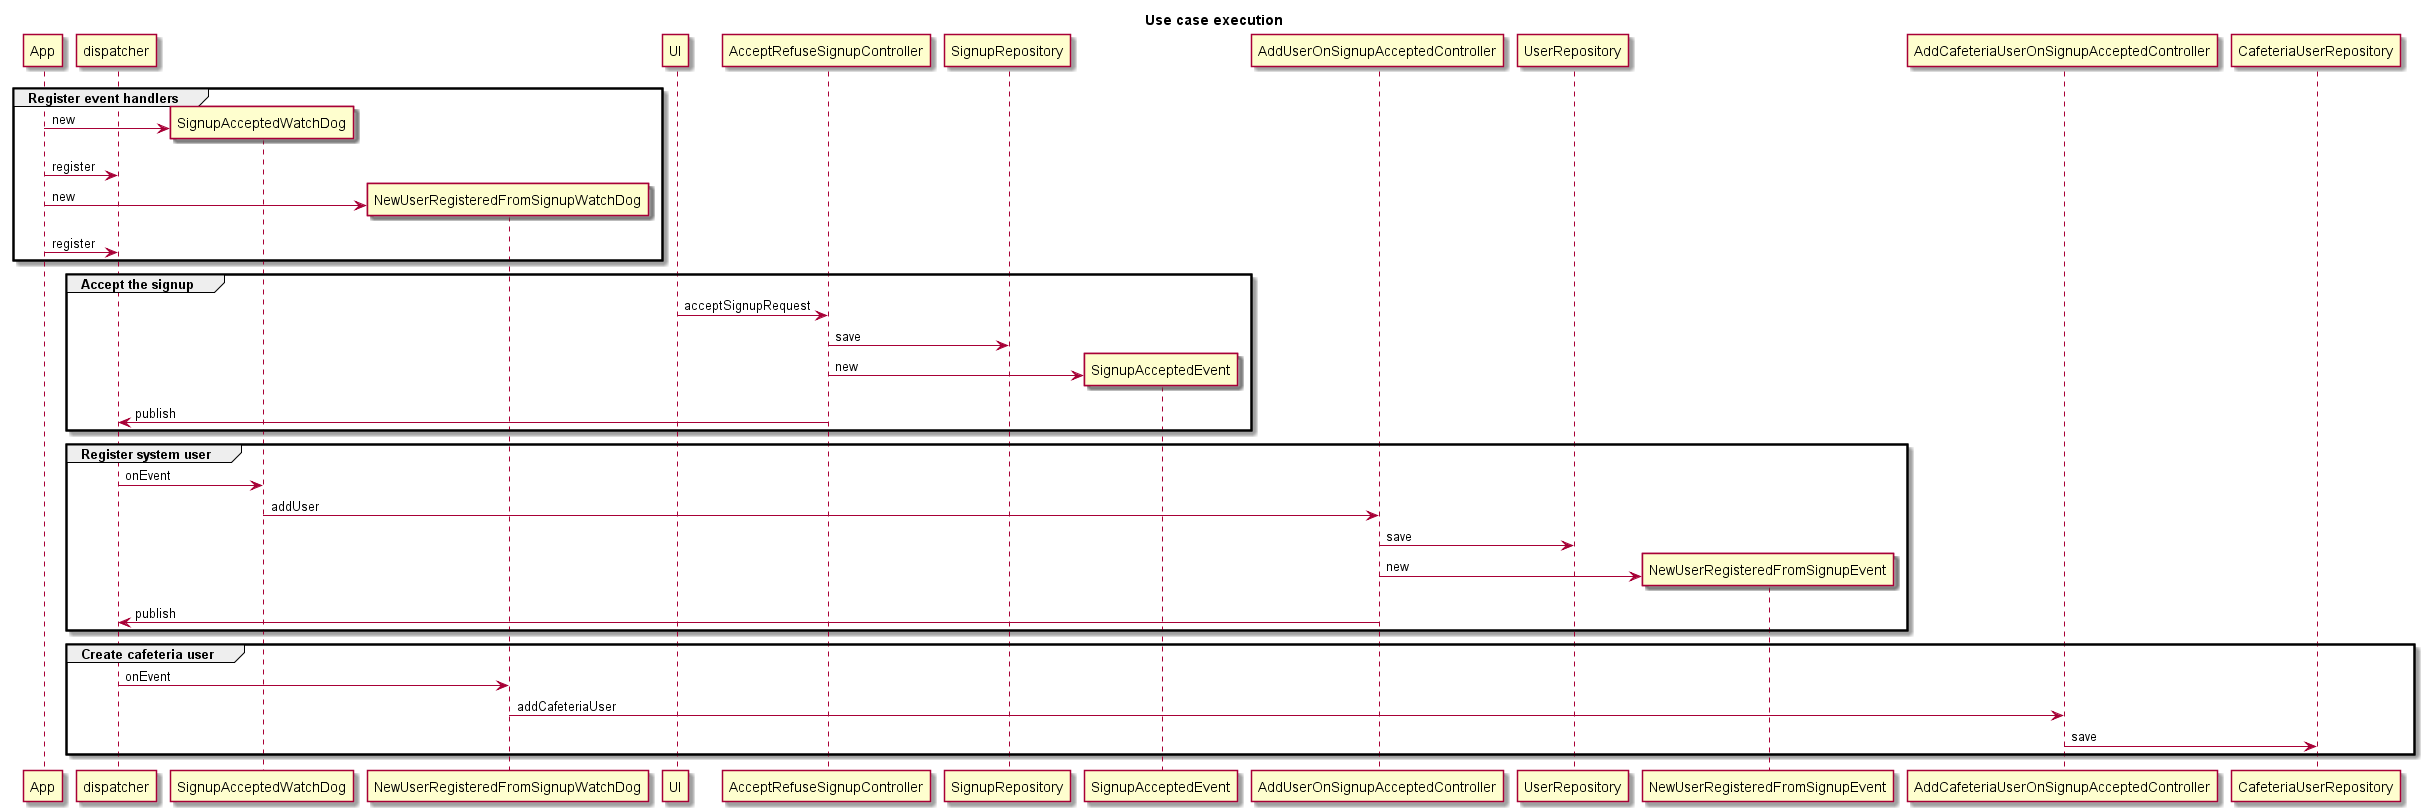 Use case execution
App
dispatcher
UI
AcceptRefuseSignupController
SignupRepository
AddUserOnSignupAcceptedController
UserRepository
AddCafeteriaUserOnSignupAcceptedController
CafeteriaUserRepository
Register event handlers
new
SignupAcceptedWatchDog
register
new
NewUserRegisteredFromSignupWatchDog
register
Accept the signup
acceptSignupRequest
save
new
SignupAcceptedEvent
publish
Register system user
onEvent
addUser
save
new
NewUserRegisteredFromSignupEvent
publish
Create cafeteria user
onEvent
addCafeteriaUser
save
App
dispatcher
SignupAcceptedWatchDog
NewUserRegisteredFromSignupWatchDog
UI
AcceptRefuseSignupController
SignupRepository
SignupAcceptedEvent
AddUserOnSignupAcceptedController
UserRepository
NewUserRegisteredFromSignupEvent
AddCafeteriaUserOnSignupAcceptedController
CafeteriaUserRepository